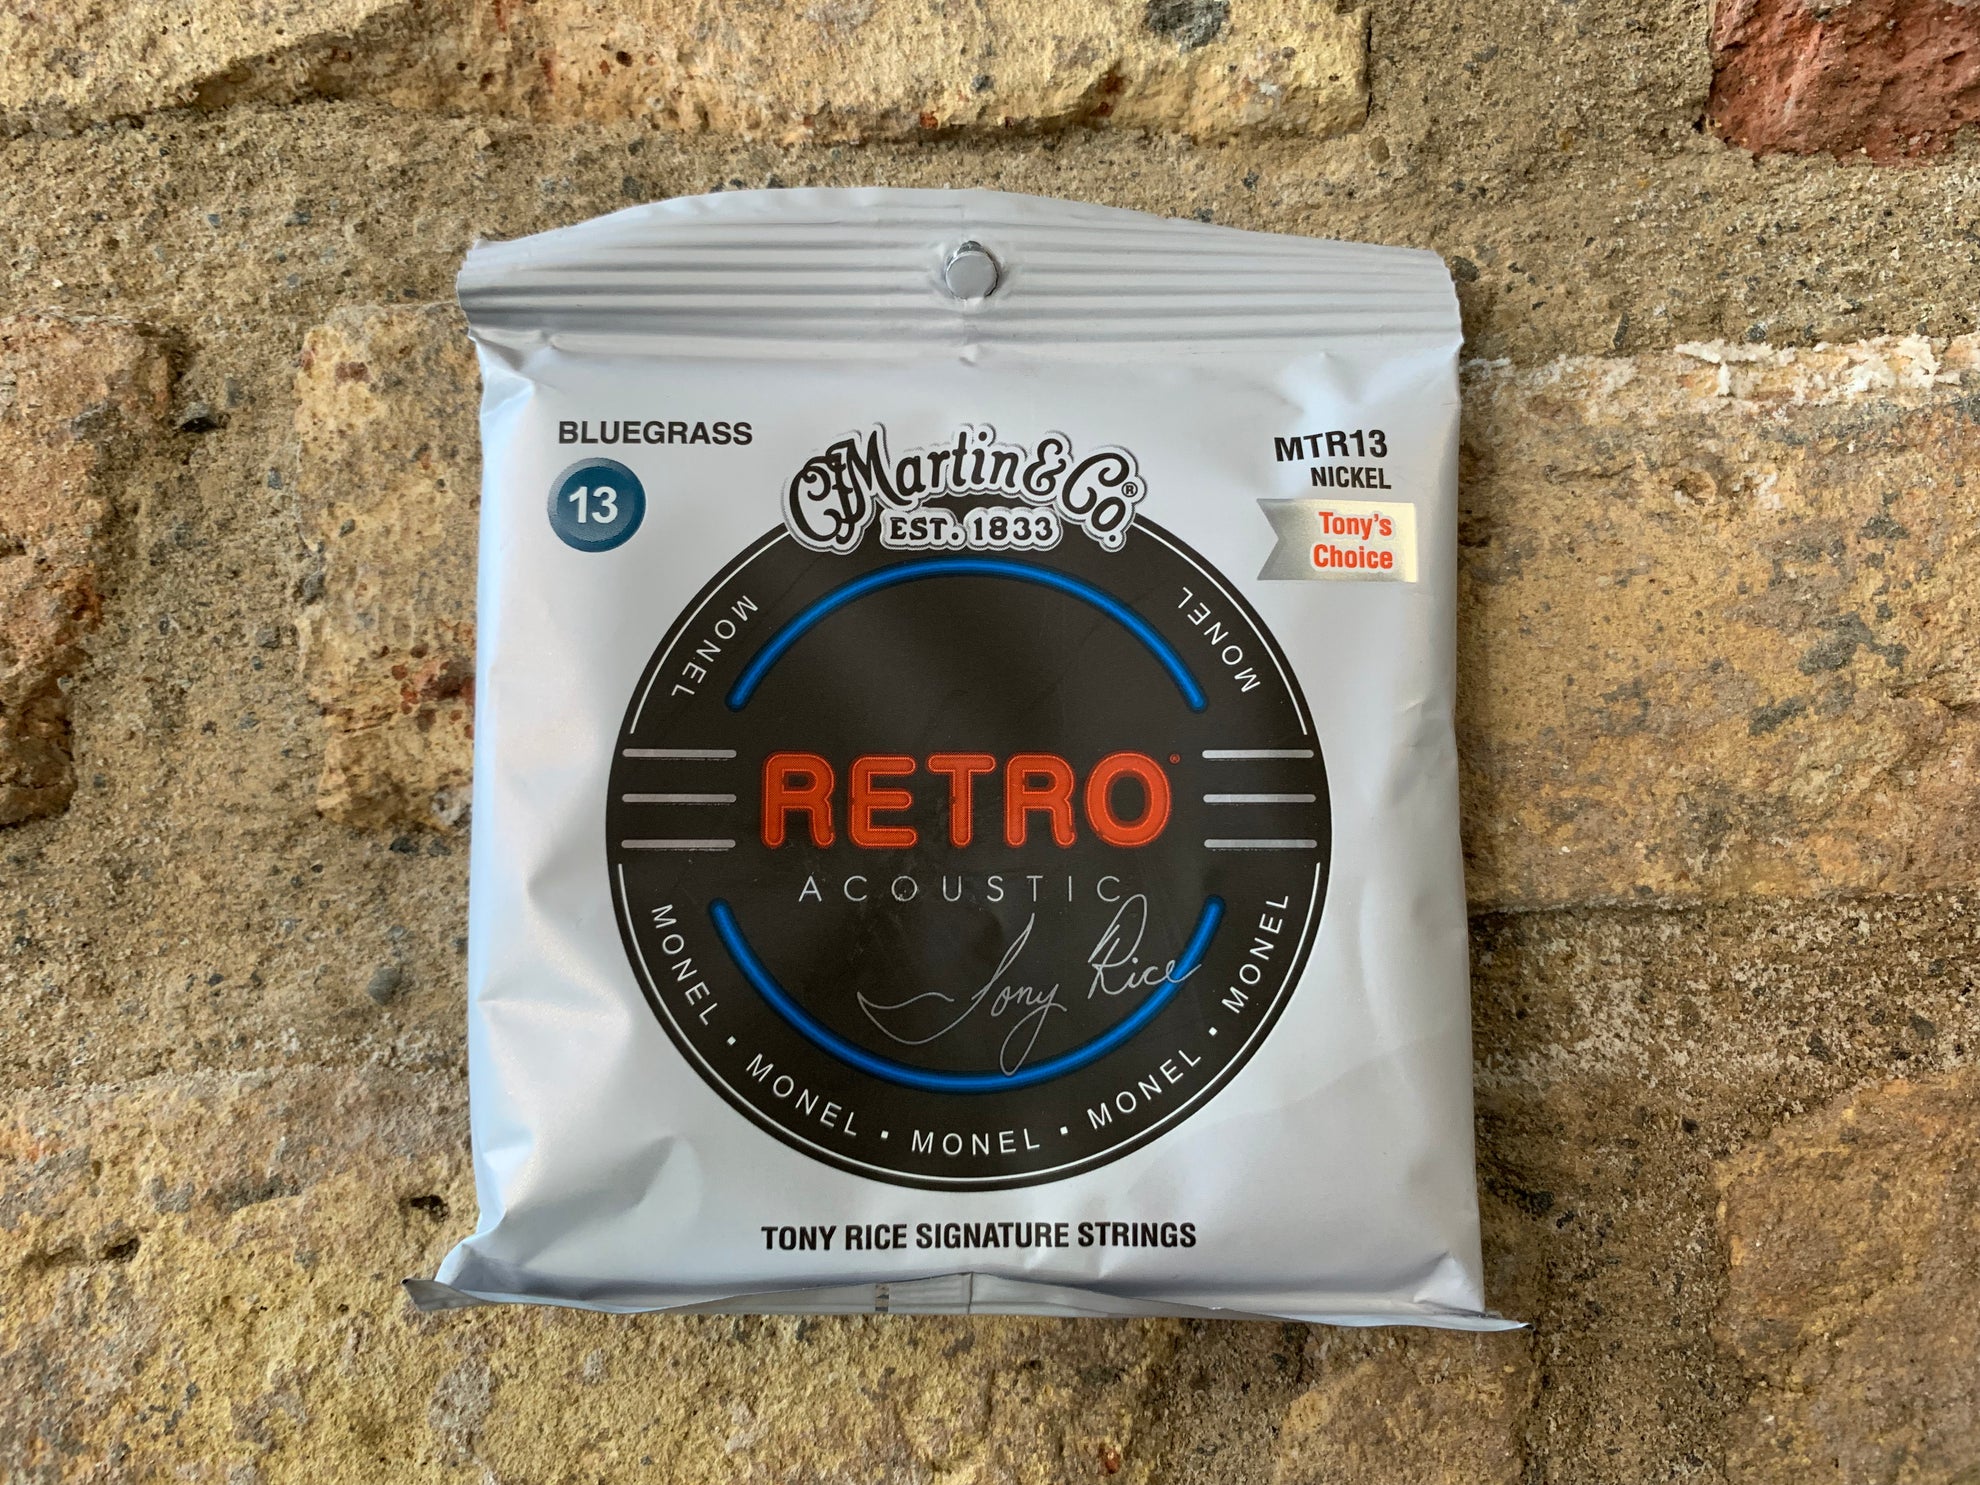 BLUEGRASS
13
CF Martin & Co.®
EST. 1833
MTR13
NICKEL
Tony's
Choice
MONEL
MONEL
RETRO®
ACOUSTIC
Tony Rice
MONEL • MONEL • MONEL • MONEL • MONEL
TONY RICE SIGNATURE STRINGS